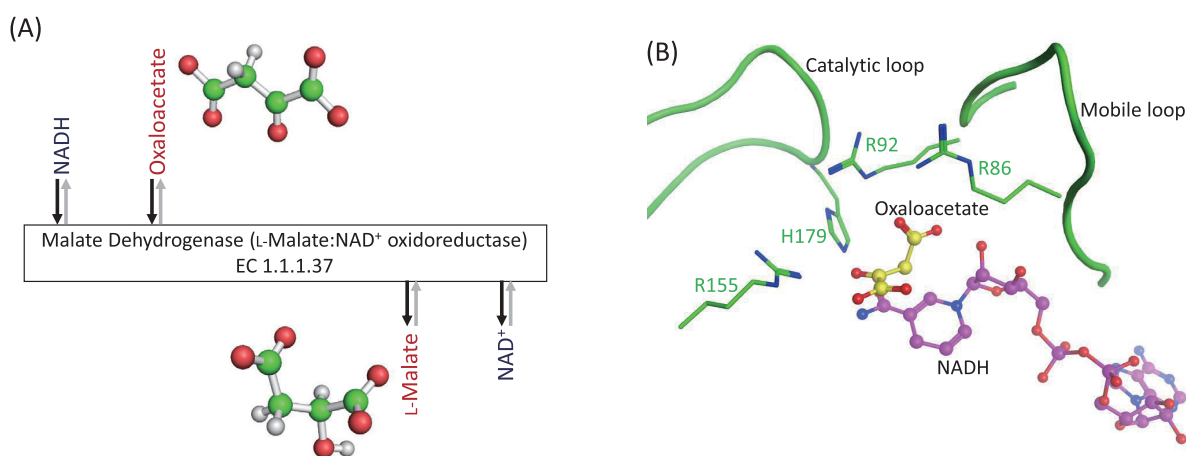 (A)
NADH
Oxaloacetate
Malate Dehydrogenase (L-Malate:NAD⁺ oxidoreductase)
EC 1.1.1.37
L-Malate
NAD⁺
(B)
Catalytic loop
Mobile loop
R92
R86
Oxaloacetate
H179
R155
NADH